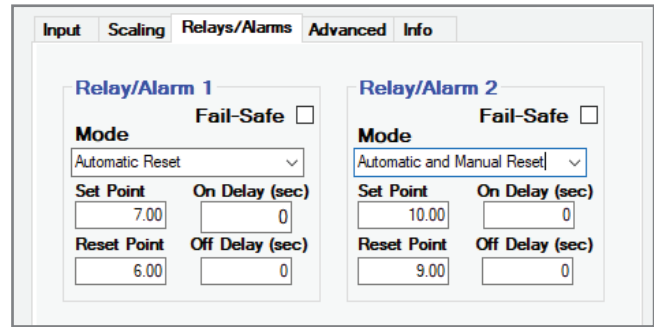 Input Scaling Relays/Alarms Advanced Info
Relay/Alarm 1
Fail-Safe
Mode
Automatic Reset
Set Point On Delay (sec)
7.00 0
Reset Point Off Delay (sec)
6.00 0
Relay/Alarm 2
Fail-Safe
Mode
Automatic and Manual Reset
Set Point On Delay (sec)
10.00 0
Reset Point Off Delay (sec)
9.00 0